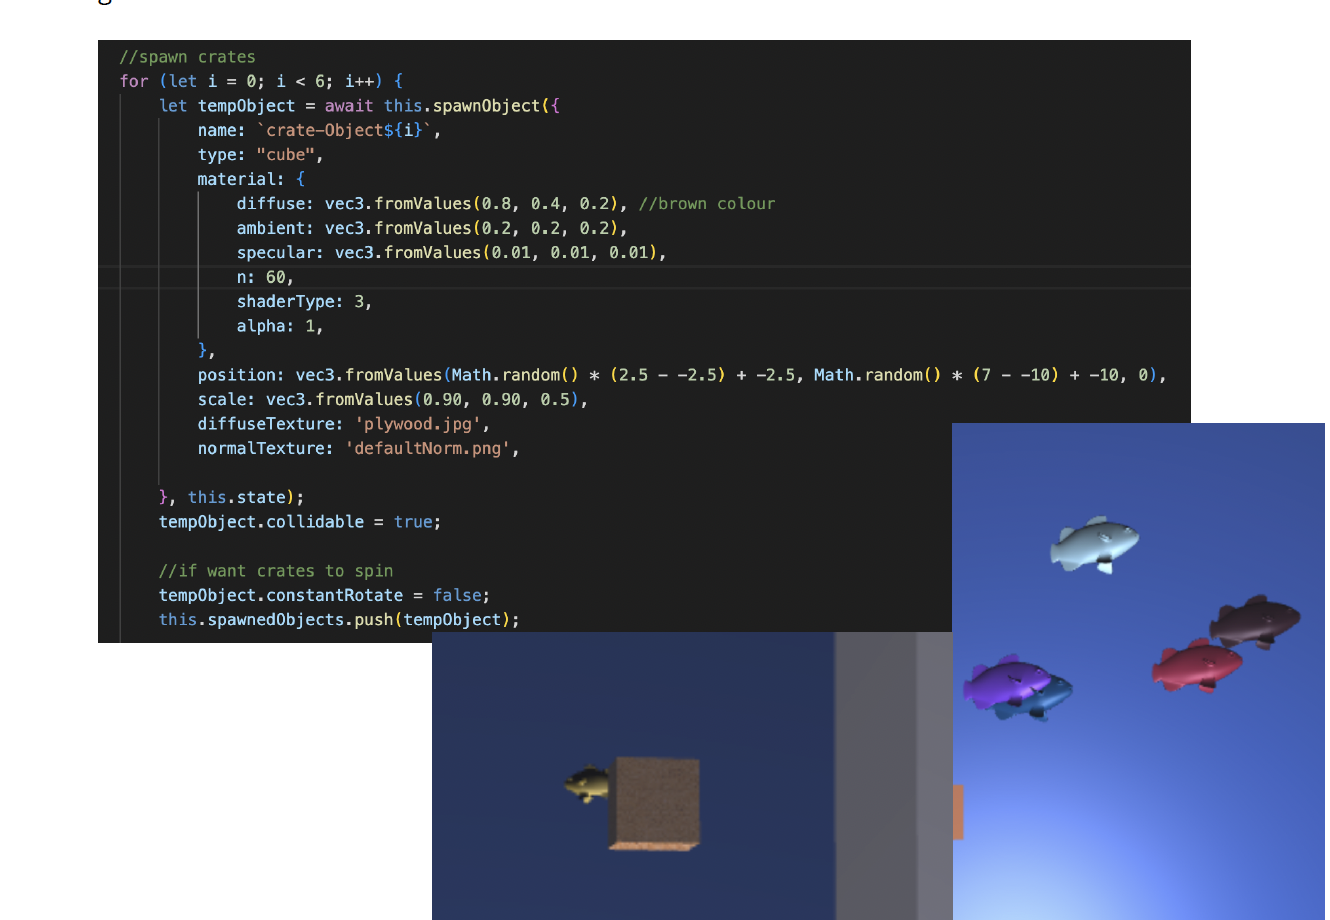 //spawn crates
for (let i = 0; i < 6; i++) {
let tempObject = await this.spawnObject({
name: `crate-Object${i}`,
type: "cube",
material: {
diffuse: vec3.fromValues(0.8, 0.4, 0.2), //brown colour
ambient: vec3.fromValues(0.2, 0.2, 0.2),
specular: vec3.fromValues(0.01, 0.01, 0.01),
n: 60,
shaderType: 3,
alpha: 1,
},
position: vec3.fromValues(Math.random() * (2.5 - -2.5) + -2.5, Math.random() * (7 - -10) + -10, 0),
scale: vec3.fromValues(0.90, 0.90, 0.5),
diffuseTexture: 'plywood.jpg',
normalTexture: 'defaultNorm.png',
}, this.state);
tempObject.collidable = true;
//if want crates to spin
tempObject.constantRotate = false;
this.spawnedObjects.push(tempObject);